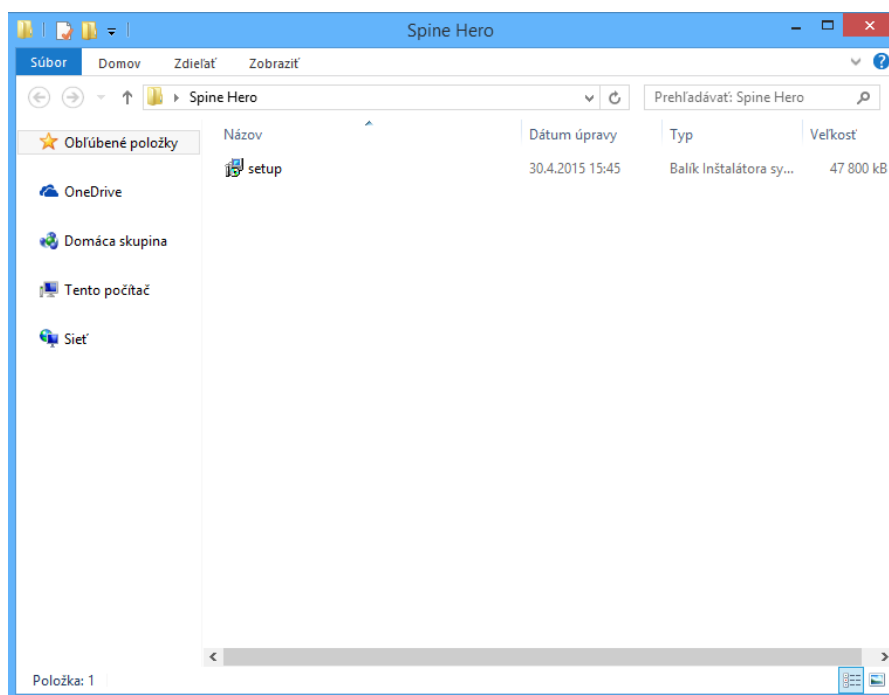 Spine Hero
Súbor Domov Zdieľať Zobraziť
Spine Hero Prehľadávať: Spine Hero
Názov Dátum úpravy Typ Veľkosť
setup 30.4.2015 15:45 Balík Inštalátora sy... 47 800 kB
Obľúbené položky
OneDrive
Domáca skupina
Tento počítač
Sieť
Položka: 1